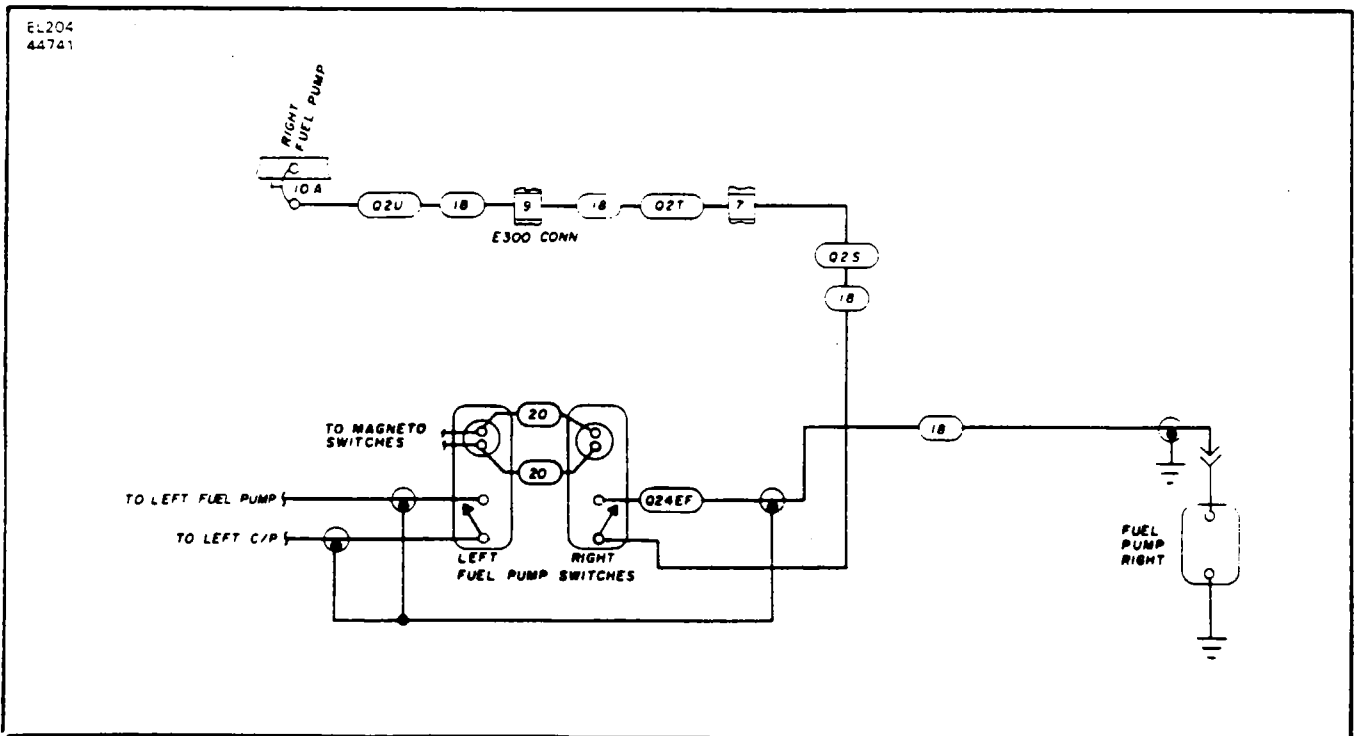 EL204
44741
RIGHT
FUEL PUMP
10 A
Q2U
18
9
18
Q2T
7
E300 CONN
Q2S
18
20
TO MAGNETO
SWITCHES
18
20
TO LEFT FUEL PUMP
Q24EF
TO LEFT C/P
LEFT
RIGHT
FUEL PUMP SWITCHES
FUEL
PUMP
RIGHT